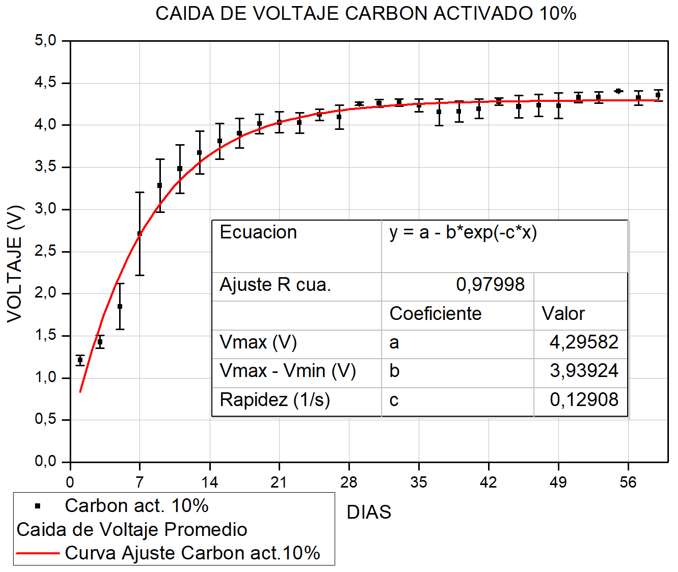 CAIDA DE VOLTAJE CARBON ACTIVADO 10%
5,0
4,5
4,0
3,5
3,0
2,5
2,0
1,5
1,0
0,5
0,0
VOLTAJE (V)
Ecuacion y = a - b*exp(-c*x)
Ajuste R cua. 0,97998
Coeficiente Valor
Vmax (V) a 4,29582
Vmax - Vmin (V) b 3,93924
Rapidez (1/s) c 0,12908
0 7 14 21 28 35 42 49 56
DIAS
Carbon act. 10%
Caida de Voltaje Promedio
Curva Ajuste Carbon act.10%